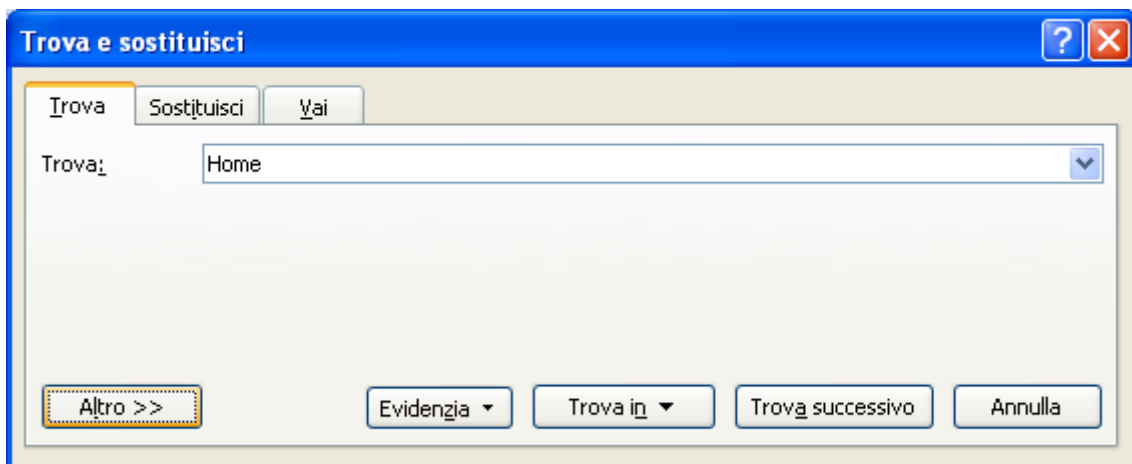 Trova e sostituisci
Trova Sostituisci Vai
Trova: Home
Altro >> Evidenzia Trova in Trova successivo Annulla